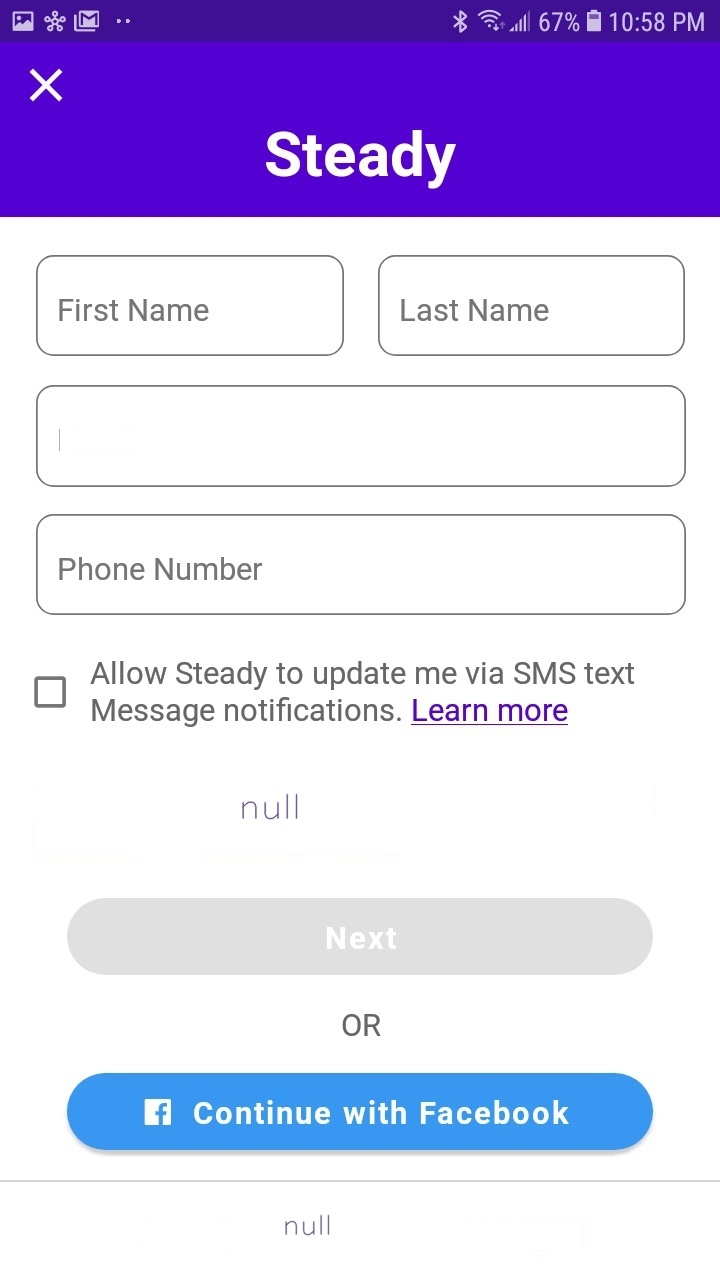 67% 10:58 PM
Steady
First Name Last Name
Phone Number
Allow Steady to update me via SMS text
Message notifications. Learn more
null
Next
OR
Continue with Facebook
null